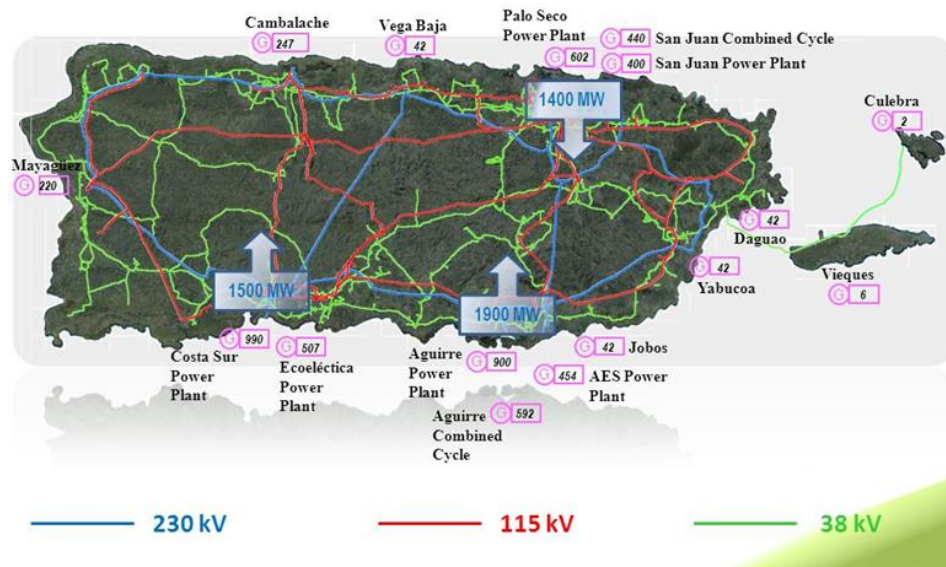 Cambalache
G 247
Vega Baja
G 42
Palo Seco
Power Plant
G 602
G 440 San Juan Combined Cycle
G 400 San Juan Power Plant
1400 MW
Culebra
G 2
Mayagüez
G 220
G 42
Daguao
G 42
Yabucoa
Vieques
G 6
1500 MW
1900 MW
G 990
Costa Sur
Power
Plant
G 507
Ecoeléctica
Power
Plant
Aguirre
Power
Plant
G 900
G 42 Jobos
G 454 AES Power
Plant
G 592
Aguirre
Combined
Cycle
230 kV
115 kV
38 kV